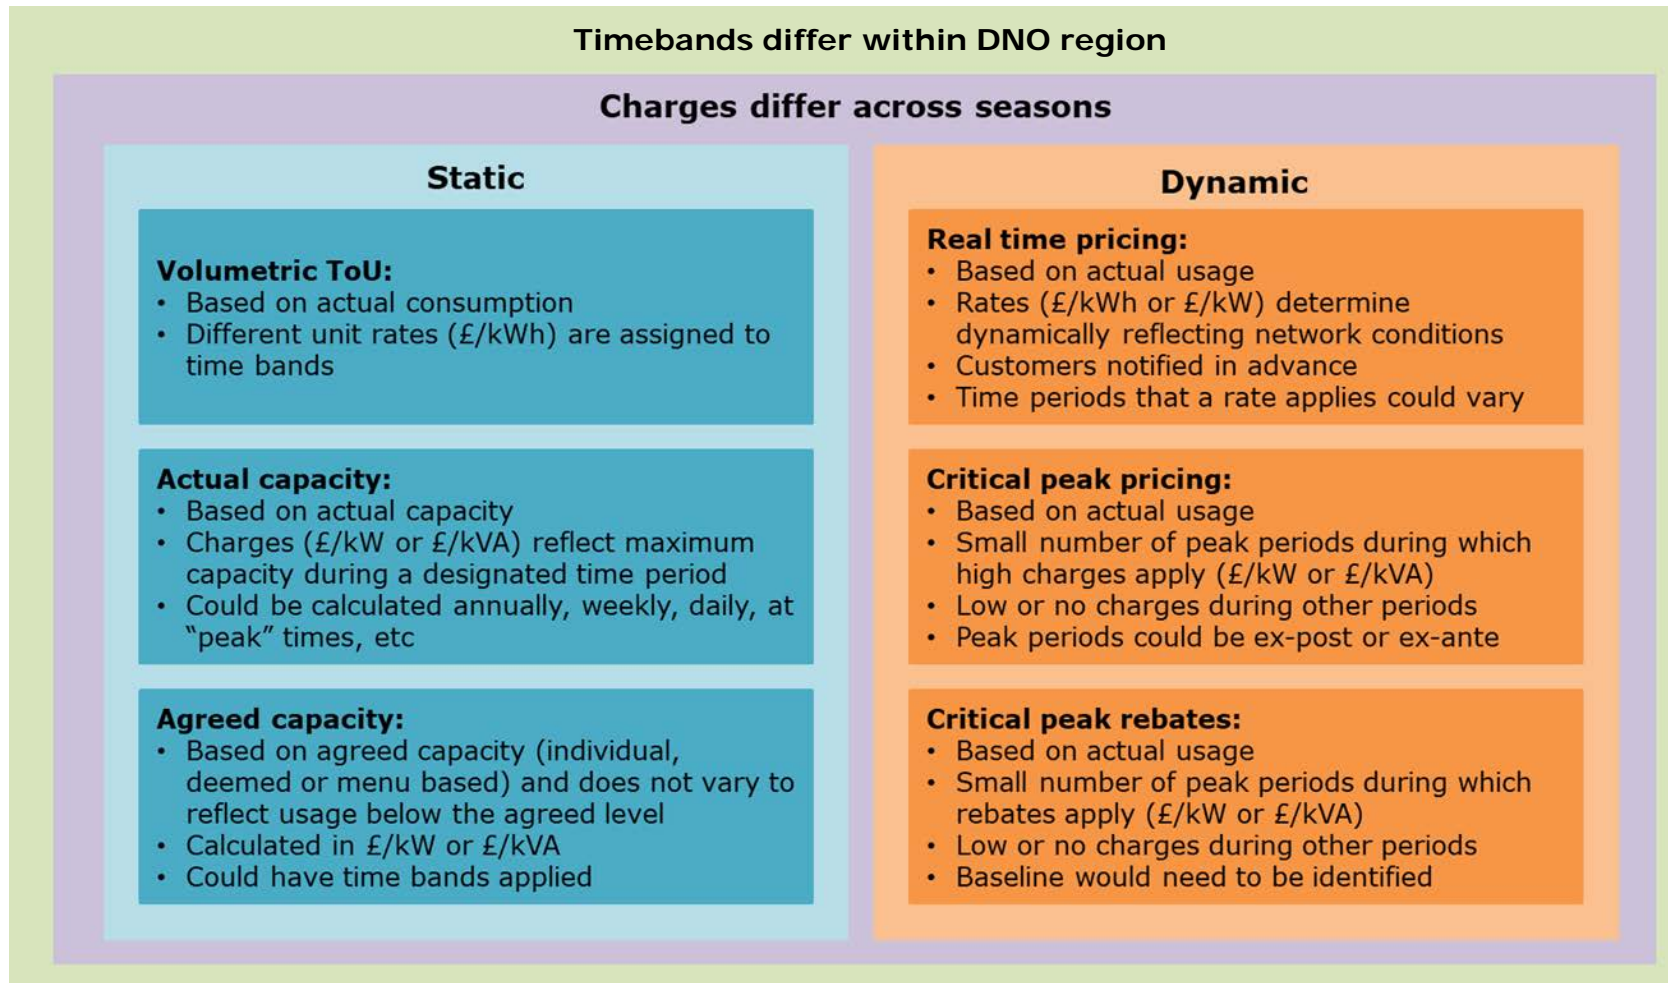 Timebands differ within DNO region
Charges differ across seasons
Static
Volumetric ToU:
• Based on actual consumption
• Different unit rates (£/kWh) are assigned to
time bands
Actual capacity:
• Based on actual capacity
• Charges (£/kW or £/kVA) reflect maximum
capacity during a designated time period
• Could be calculated annually, weekly, daily, at
“peak” times, etc
Agreed capacity:
• Based on agreed capacity (individual,
deemed or menu based) and does not vary to
reflect usage below the agreed level
• Calculated in £/kW or £/kVA
• Could have time bands applied
Dynamic
Real time pricing:
• Based on actual usage
• Rates (£/kWh or £/kW) determine
dynamically reflecting network conditions
• Customers notified in advance
• Time periods that a rate applies could vary
Critical peak pricing:
• Based on actual usage
• Small number of peak periods during which
high charges apply (£/kW or £/kVA)
• Low or no charges during other periods
• Peak periods could be ex-post or ex-ante
Critical peak rebates:
• Based on actual usage
• Small number of peak periods during which
rebates apply (£/kW or £/kVA)
• Low or no charges during other periods
• Baseline would need to be identified